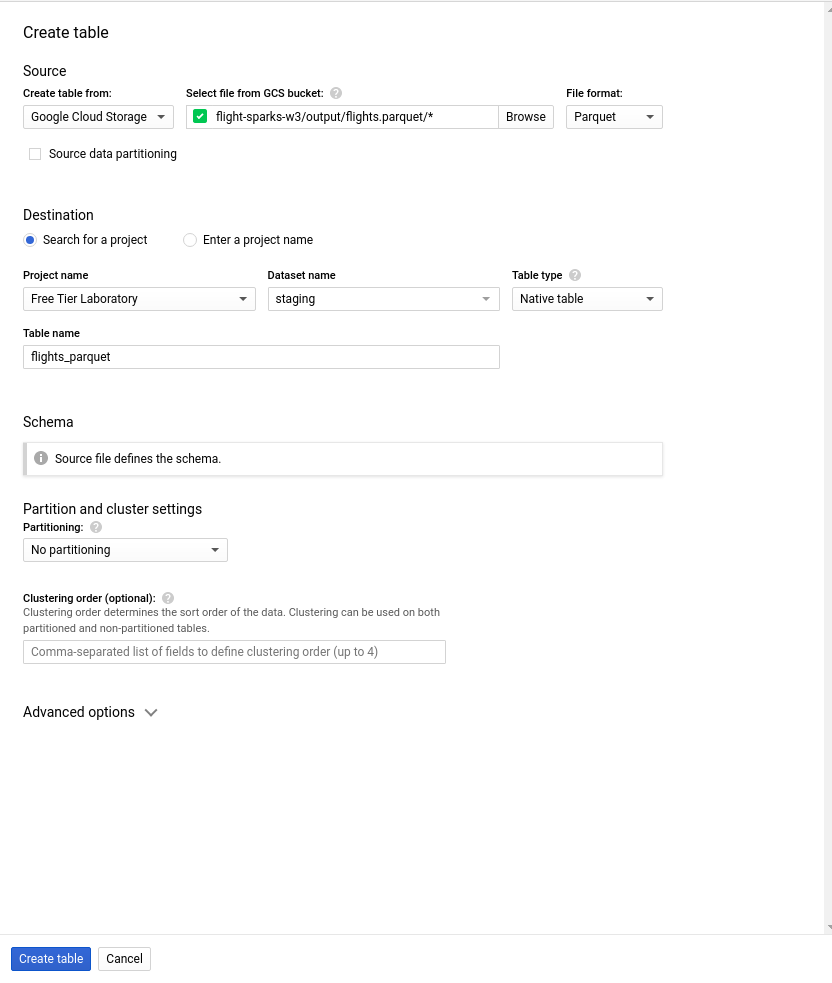 Create table
Source
Create table from:
Select file from GCS bucket:
File format:
Google Cloud Storage
flight-sparks-w3/output/flights.parquet/*
Browse
Parquet
Source data partitioning
Destination
Search for a project
Enter a project name
Project name
Dataset name
Table type
Free Tier Laboratory
staging
Native table
Table name
flights_parquet
Schema
Source file defines the schema.
Partition and cluster settings
Partitioning:
No partitioning
Clustering order (optional):
Clustering order determines the sort order of the data. Clustering can be used on both
partitioned and non-partitioned tables.
Comma-separated list of fields to define clustering order (up to 4)
Advanced options
Create table
Cancel